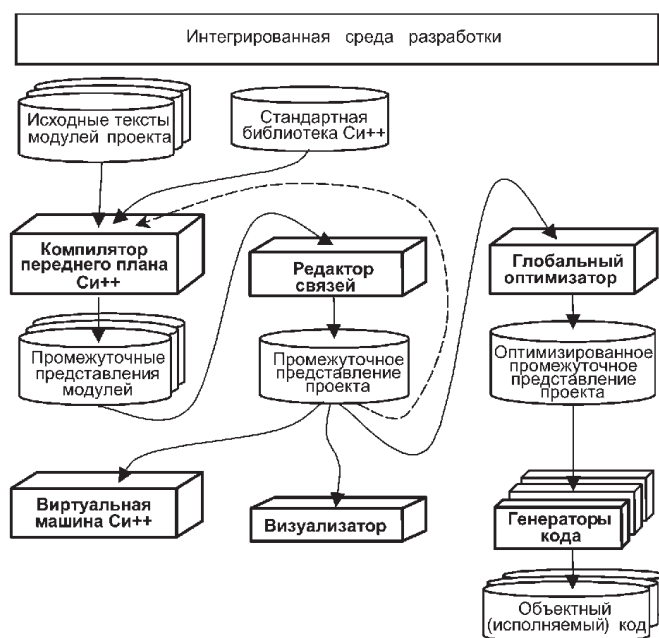 Интегрированная среда разработки
Исходные тексты
модулей проекта
Стандартная
библиотека Си++
Компилятор
переднего плана
Си++
Редактор
связей
Глобальный
оптимизатор
Промежуточные
представления
модулей
Промежуточное
представление
проекта
Оптимизированное
промежуточное
представление
проекта
Виртуальная
машина Си++
Визуализатор
Генераторы
кода
Объектный
(исполняемый) код